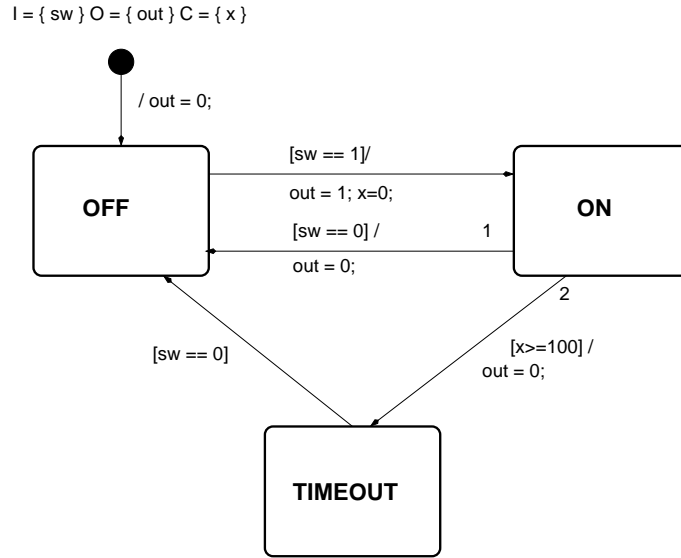 I = { sw } O = { out } C = { x }
/ out = 0;
[sw == 1]/
out = 1; x=0;
OFF
ON
[sw == 0] /
1
out = 0;
2
[x>=100] /
out = 0;
[sw == 0]
TIMEOUT